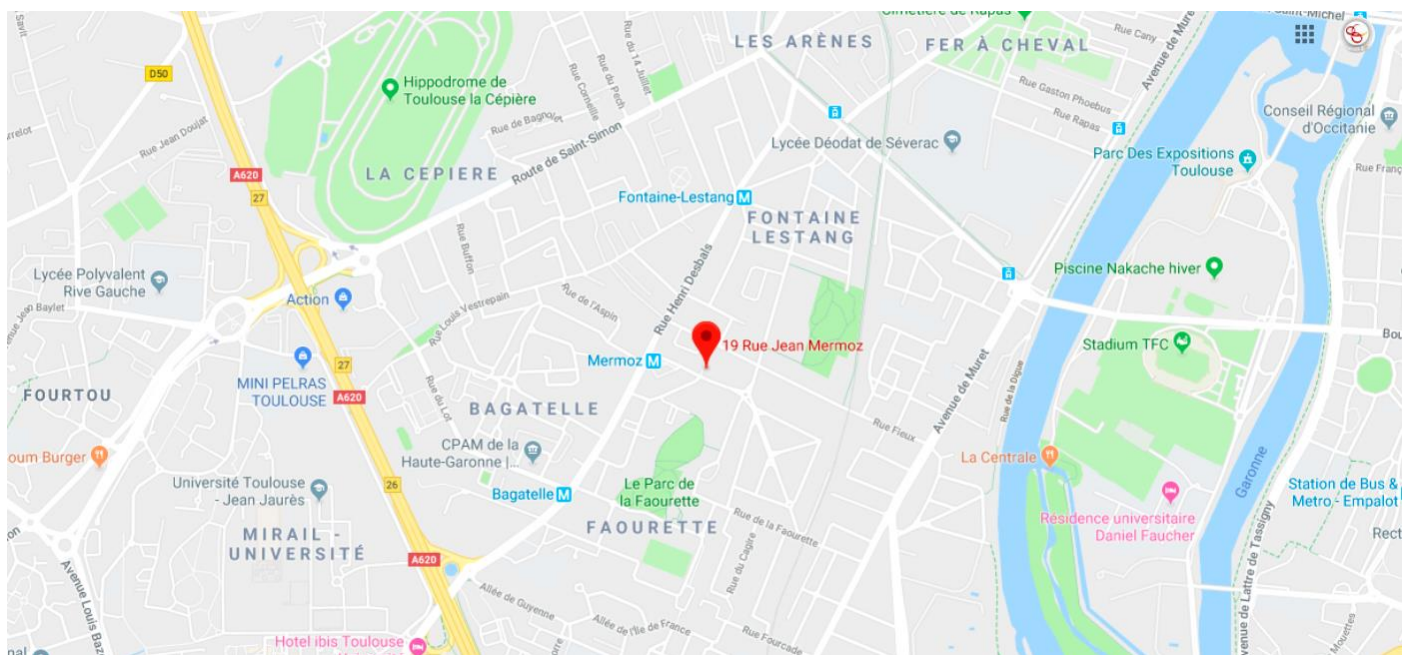 Savit
Cimetière de Rapas
Saint-Michel
Rue Cany
LES ARÈNES
FER À CHEVAL
Avenue de Muret
Rue du 14 Juillet
D50
Hippodrome de
Toulouse la Cépière
Rue Corneille
Rue du Pech
Rue Gaston Phoebus
Rue Rapas
Conseil Régional
d'Occitanie
Rue de Bagnolet
Rue Jean Doujat
Lycée Déodat de Séverac
Parc Des Expositions
Toulouse
Route de Saint-Simon
LA CEPIERE
A620
27
Fontaine-Lestang
M
FONTAINE
LESTANG
Rue Buffon
Lycée Polyvalent
Rive Gauche
Piscine Nakache hiver
Action
Rue Louis Vestrepain
Rue de l'Aspin
Rue Henri Desbals
19 Rue Jean Mermoz
Stadium TFC
Mermoz
M
27
MINI PELRAS
TOULOUSE
A620
FOURTOU
Rue du Lot
BAGATELLE
Avenue de Muret
Rue de la Digue
Rue Fieux
CPAM de la
Haute-Garonne |...
oum Burger
La Centrale
Garonne
Université Toulouse
- Jean Jaurès
26
Bagatelle
M
Le Parc de
la Faourette
Résidence universitaire
Daniel Faucher
Station de Bus &
Metro - Empalot
MIRAIL -
UNIVERSITÉ
FAOURETTE
Rue de la Faourette
Rue du Cagire
Rect
A620
Avenue de Lattre de Tassigny
Avenue Louis Baz
Allée de Guyenne
Allée de l'Île de France
Rue Fourcade
Mouettes
Hotel ibis Toulouse